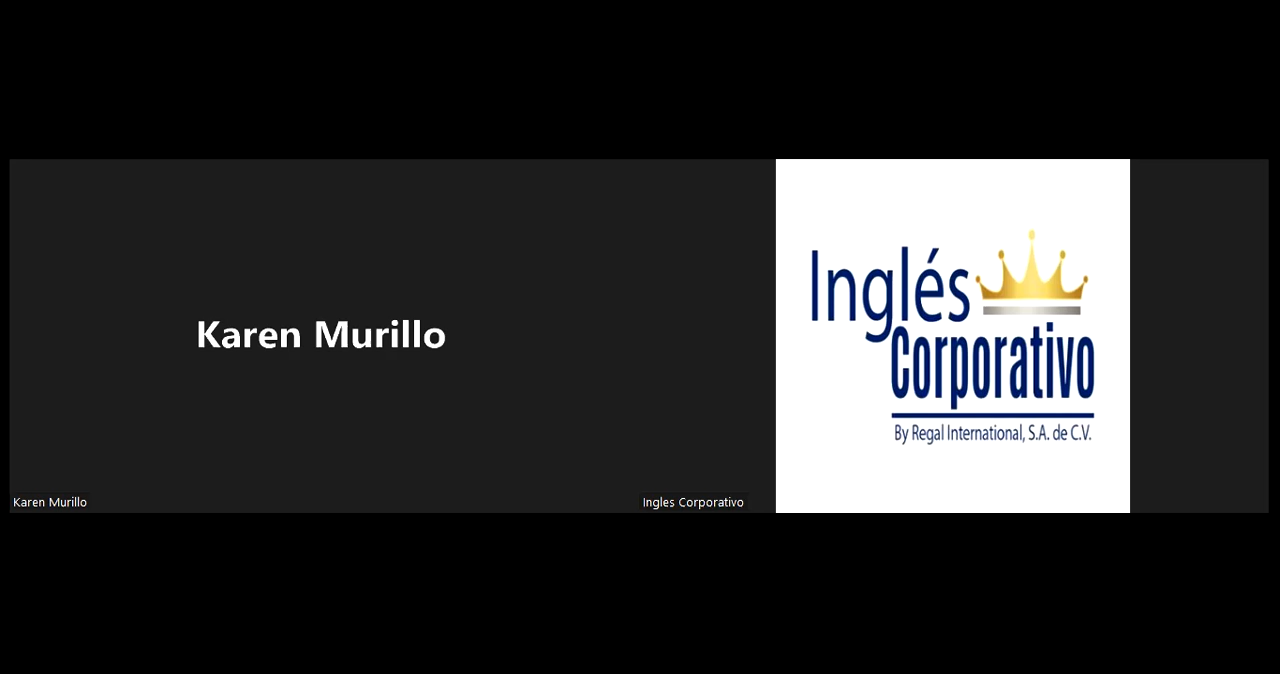 Karen Murillo
Inglés
Corporativo
By Regal International, S.A. de C.V.
Karen Murillo
Ingles Corporativo